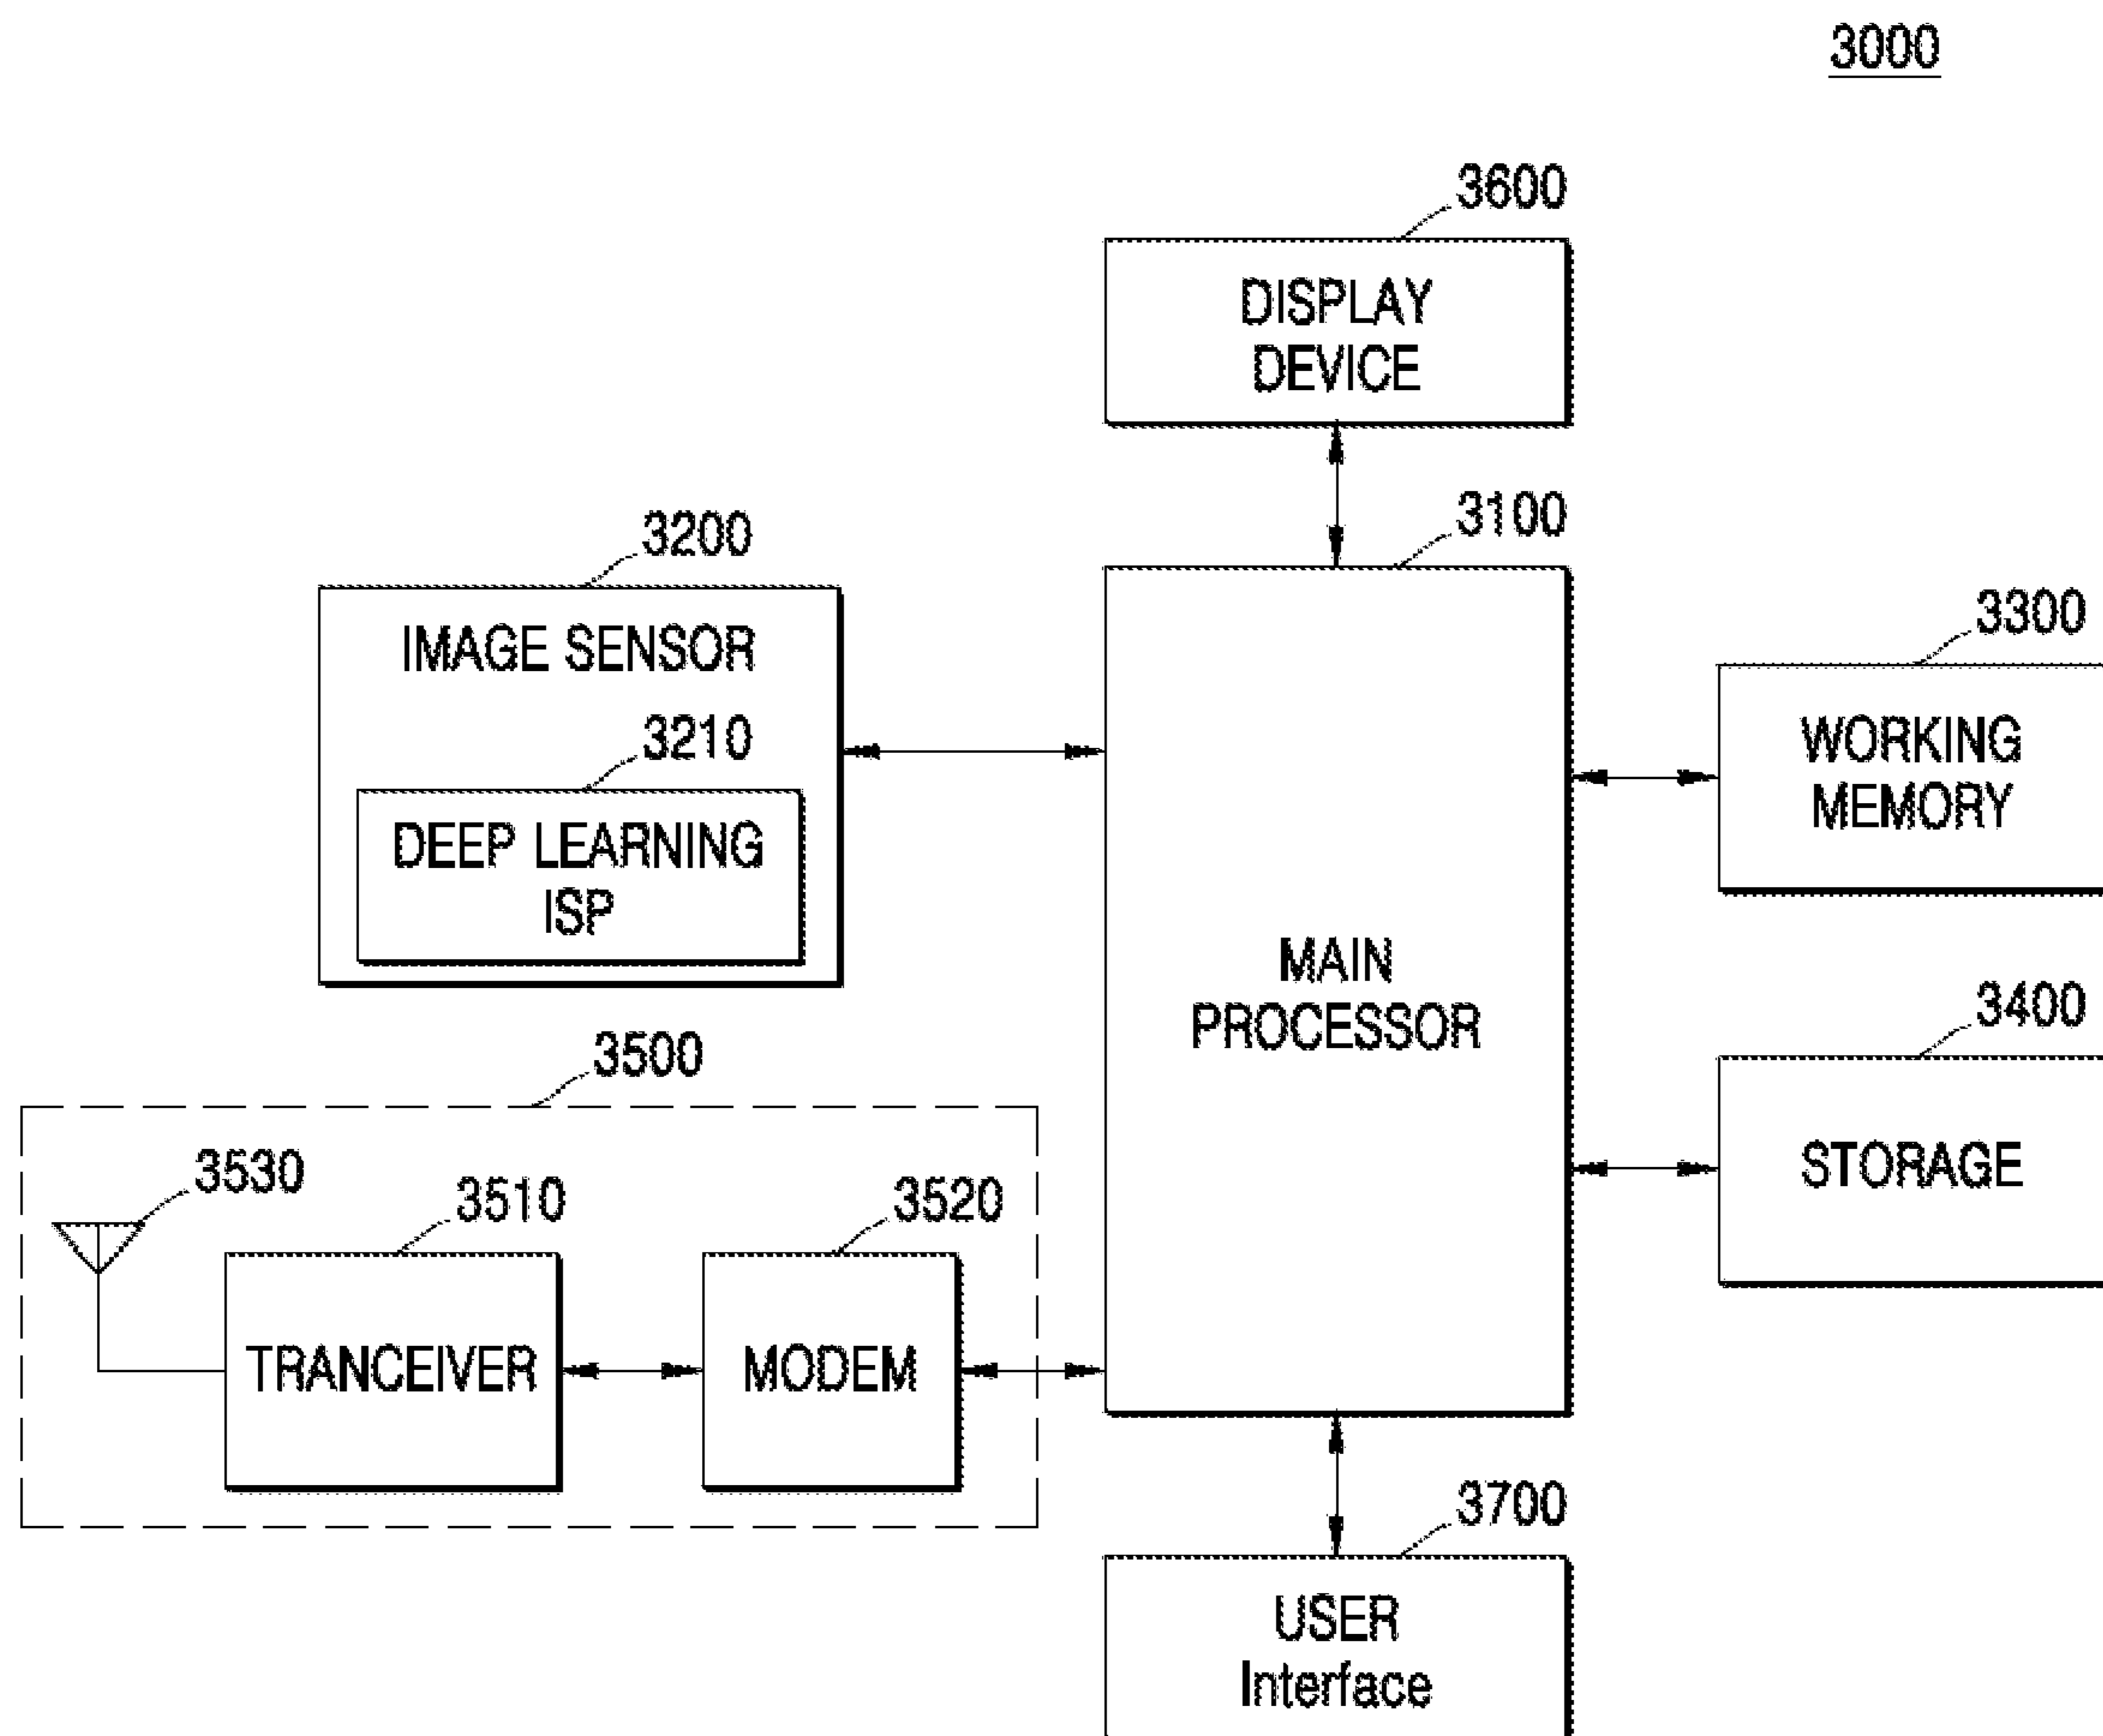 3000
3600
DISPLAY
DEVICE
3200
IMAGE SENSOR
3210
DEEP LEARNING
ISP
3100
MAIN
PROCESSOR
3300
WORKING
MEMORY
3400
STORAGE
3500
3530
3510
TRANCEIVER
3520
MODEM
3700
USER
Interface